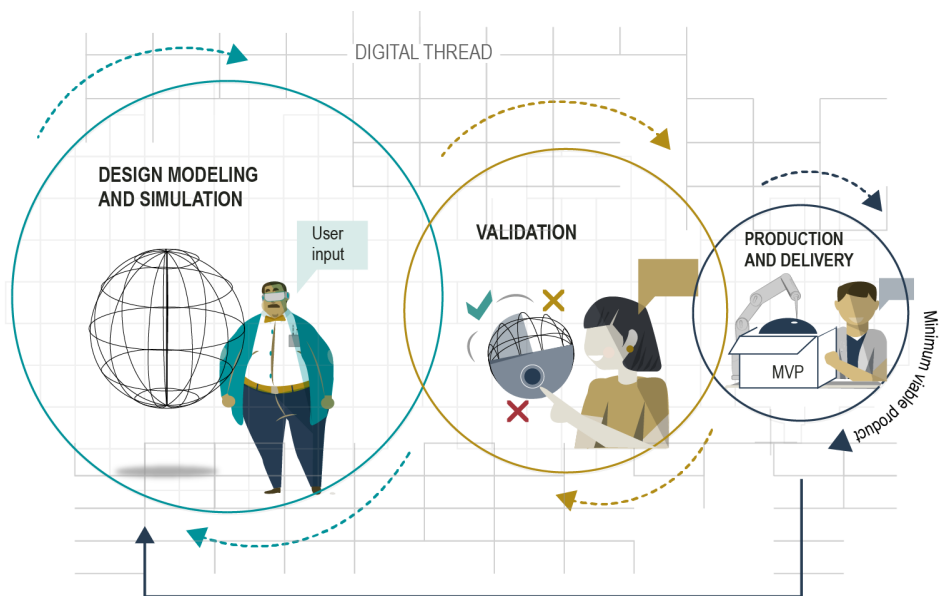 DIGITAL THREAD
DESIGN MODELING
AND SIMULATION
User
input
VALIDATION
PRODUCTION
AND DELIVERY
MVP
Minimum viable product